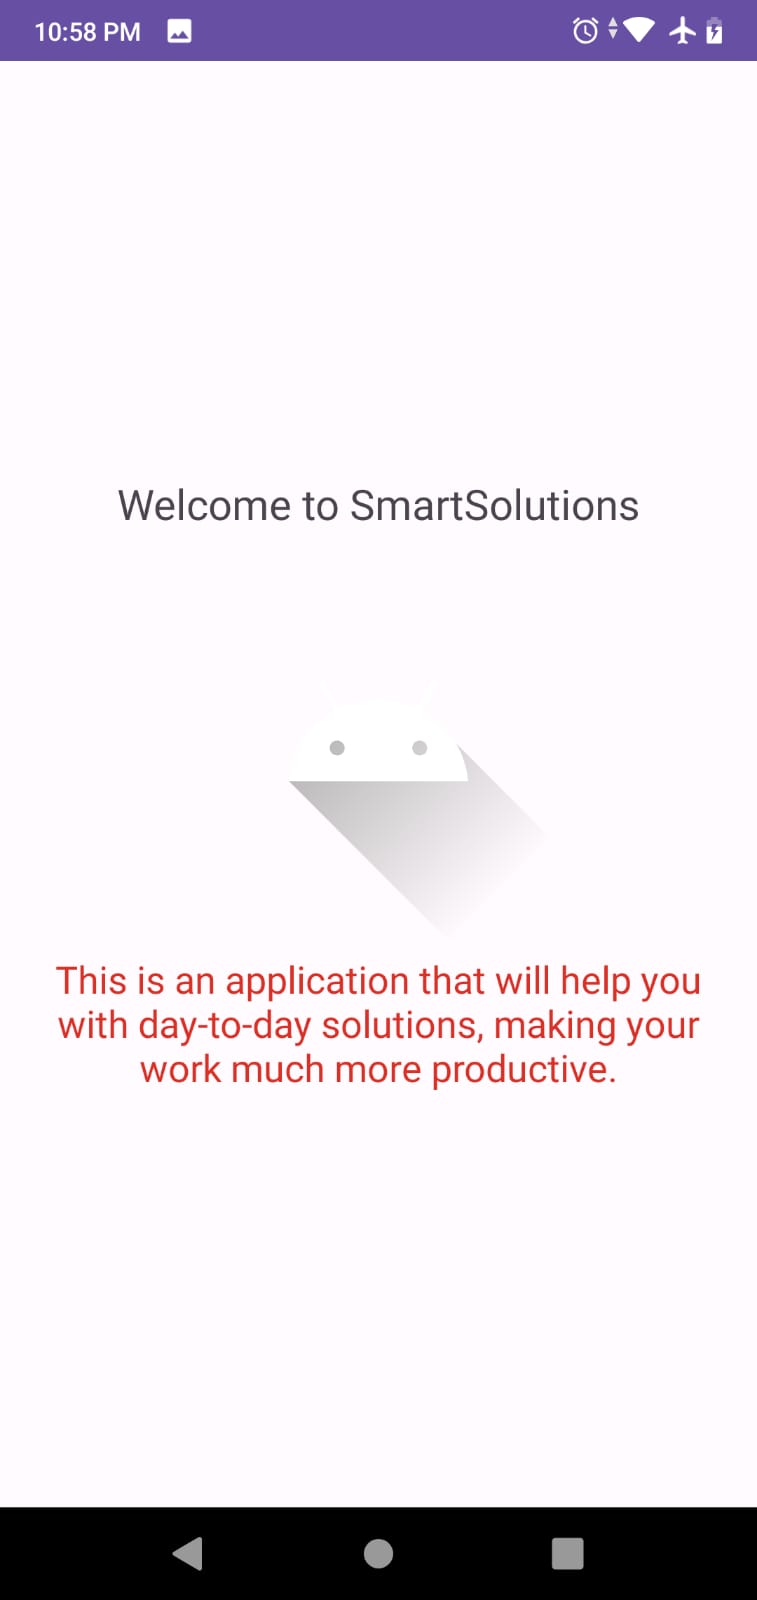 10:58 PM
Welcome to SmartSolutions
This is an application that will help you
with day-to-day solutions, making your
work much more productive.